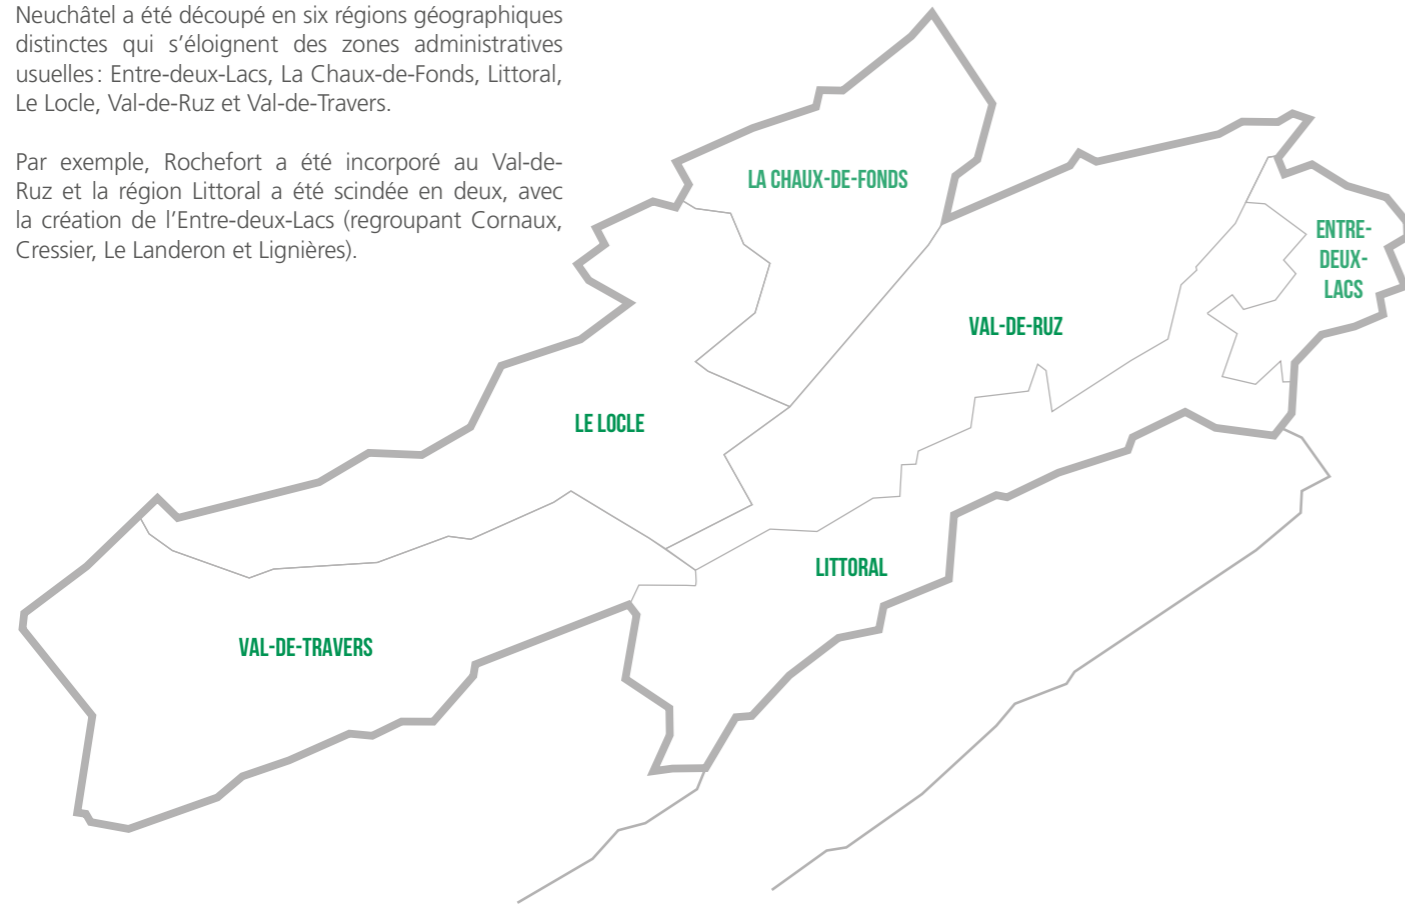 Neuchâtel a été découpé en six régions géographiques
distinctes qui s’éloignent des zones administratives
usuelles : Entre-deux-Lacs, La Chaux-de-Fonds, Littoral,
Le Locle, Val-de-Ruz et Val-de-Travers.
Par exemple, Rochefort a été incorporé au Val-de-
Ruz et la région Littoral a été scindée en deux, avec
la création de l’Entre-deux-Lacs (regroupant Cornaux,
Cressier, Le Landeron et Lignières).
LA CHAUX-DE-FONDS
ENTRE-
DEUX-
LACS
VAL-DE-RUZ
LE LOCLE
LITTORAL
VAL-DE-TRAVERS